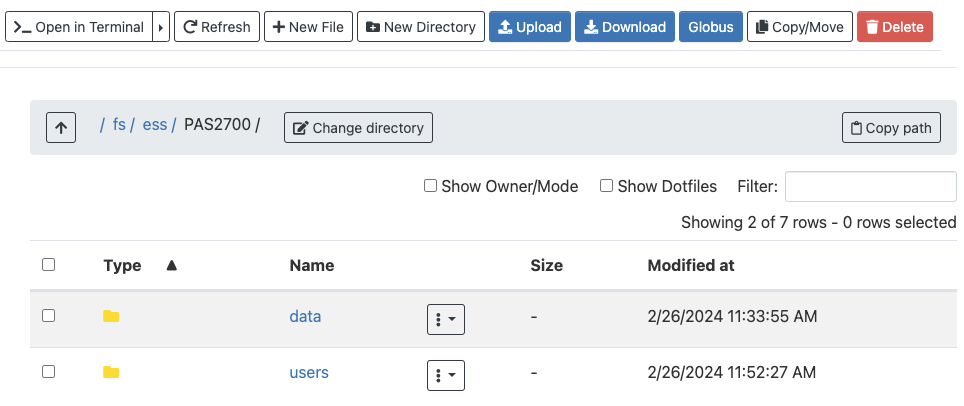 >_ Open in Terminal Refresh New File New Directory Upload Download Globus Copy/Move Delete
/ fs / ess / PAS2700 / Change directory Copy path
Show Owner/Mode Show Dotfiles Filter:
Showing 2 of 7 rows - 0 rows selected
Type ▲ Name Size Modified at
data - 2/26/2024 11:33:55 AM
users - 2/26/2024 11:52:27 AM